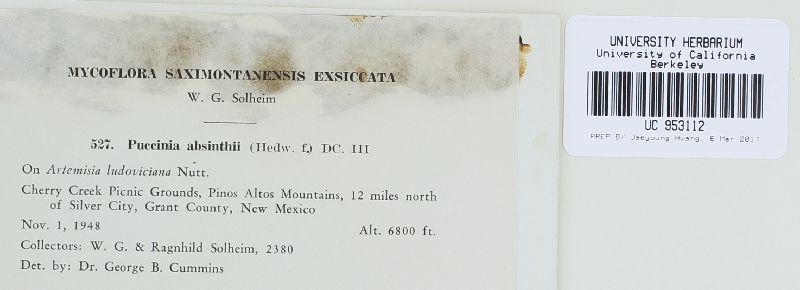 MYCOFLORA SAXIMONTANENSIS EXSICCATA
W. G. Solheim
527. Puccinia absinthii (Hedw. f.) DC. III
On Artemisia ludoviciana Nutt.
Cherry Creek Picnic Grounds, Pinos Altos Mountains, 12 miles north
of Silver City, Grant County, New Mexico
Nov. 1, 1948 Alt. 6800 ft.
Collectors: W. G. & Ragnhild Solheim, 2380
Det. by: Dr. George B. Cummins
UNIVERSITY HERBARIUM
University of California
Berkeley
UC 953112
PREP BY Jaeyoung Hwang, 6 Mar 2017